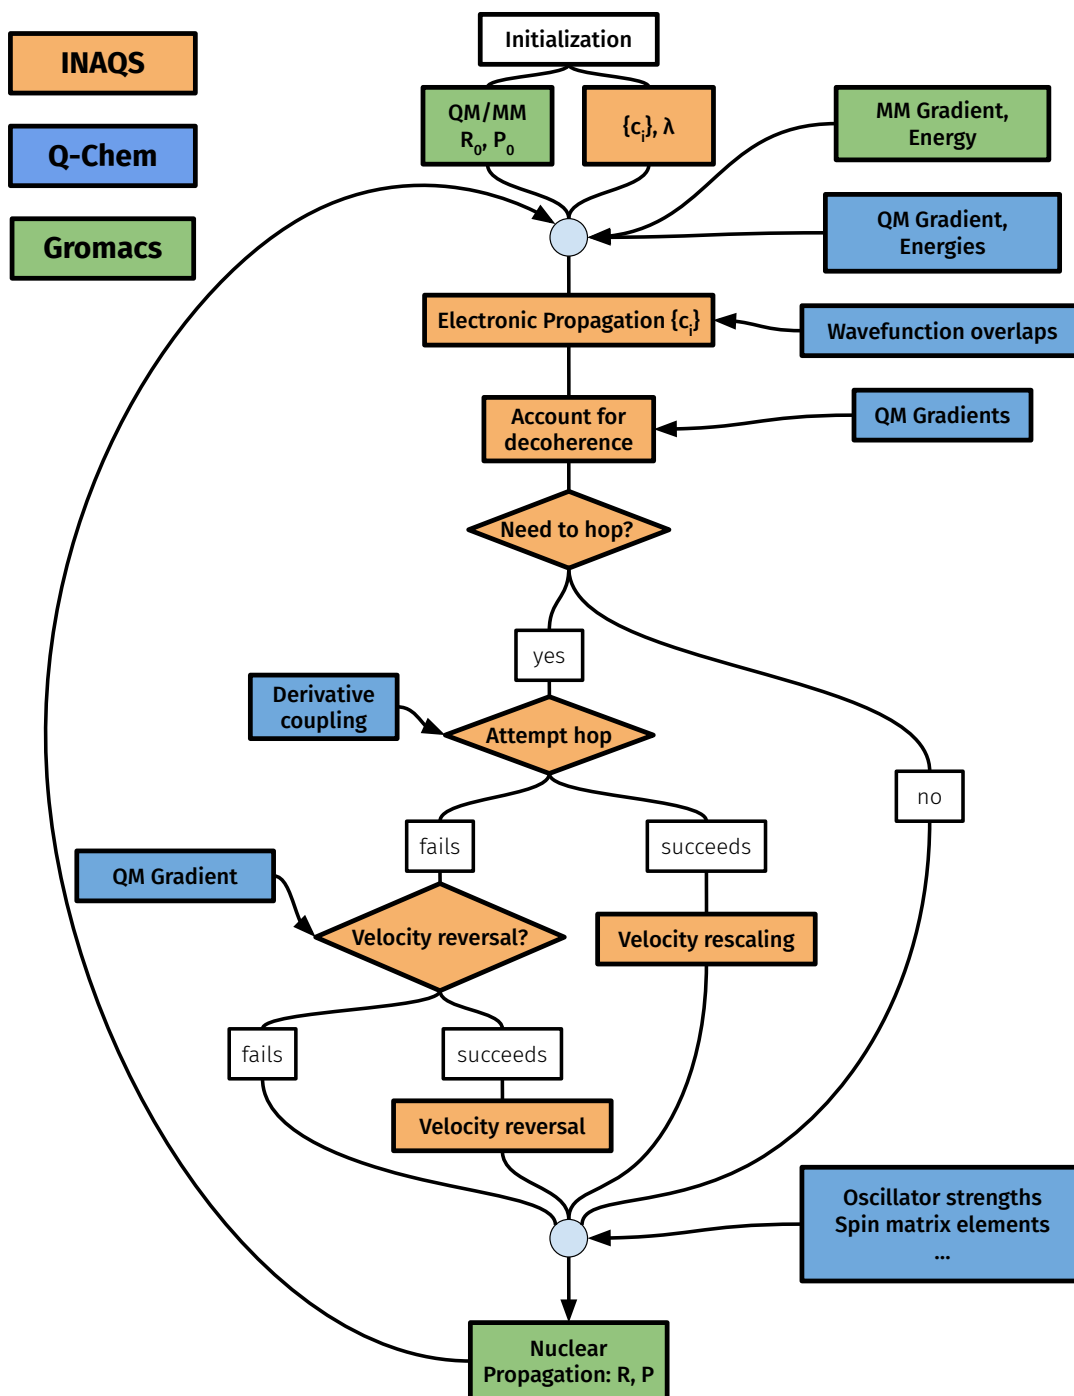 INAQS
Q-Chem
Gromacs
Initialization
QM/MM
R₀, P₀
{cᵢ}, λ
MM Gradient,
Energy
QM Gradient,
Energies
Electronic Propagation {cᵢ}
Wavefunction overlaps
Account for
decoherence
QM Gradients
Need to hop?
yes
Derivative
coupling
Attempt hop
no
fails
succeeds
QM Gradient
Velocity reversal?
Velocity rescaling
fails
succeeds
Velocity reversal
Oscillator strengths
Spin matrix elements
...
Nuclear
Propagation: R, P